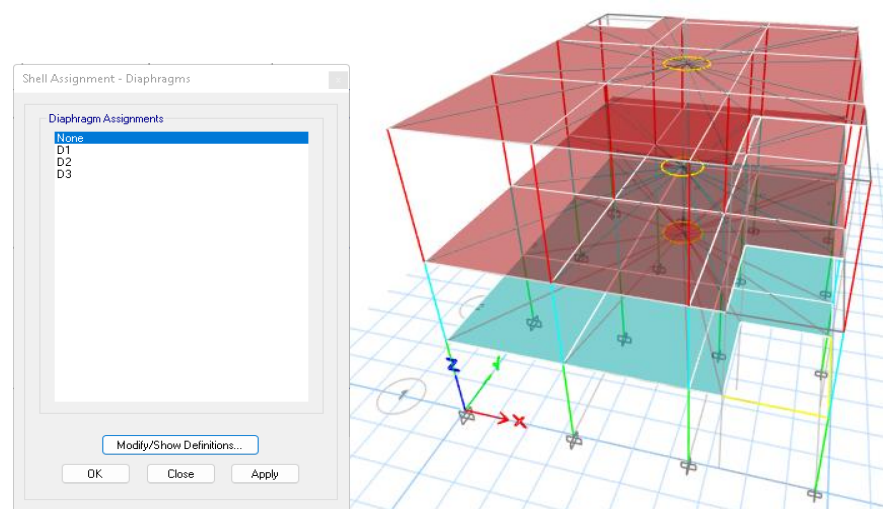 Shell Assignment - Diaphragms
Diaphragm Assignments
None
D1
D2
D3
Modify/Show Definitions...
OK
Close
Apply
Z
X